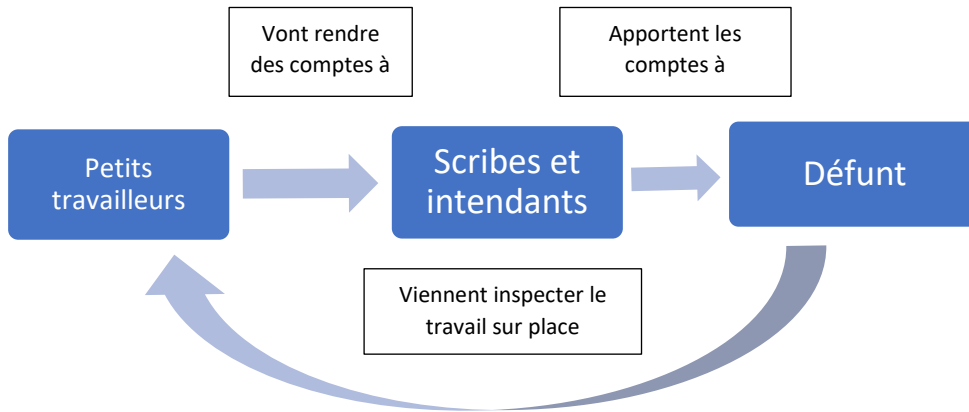 Vont rendre
des comptes à
Apportent les
comptes à
Petits
travailleurs
Scribes et
intendants
Défunt
Viennent inspecter le
travail sur place